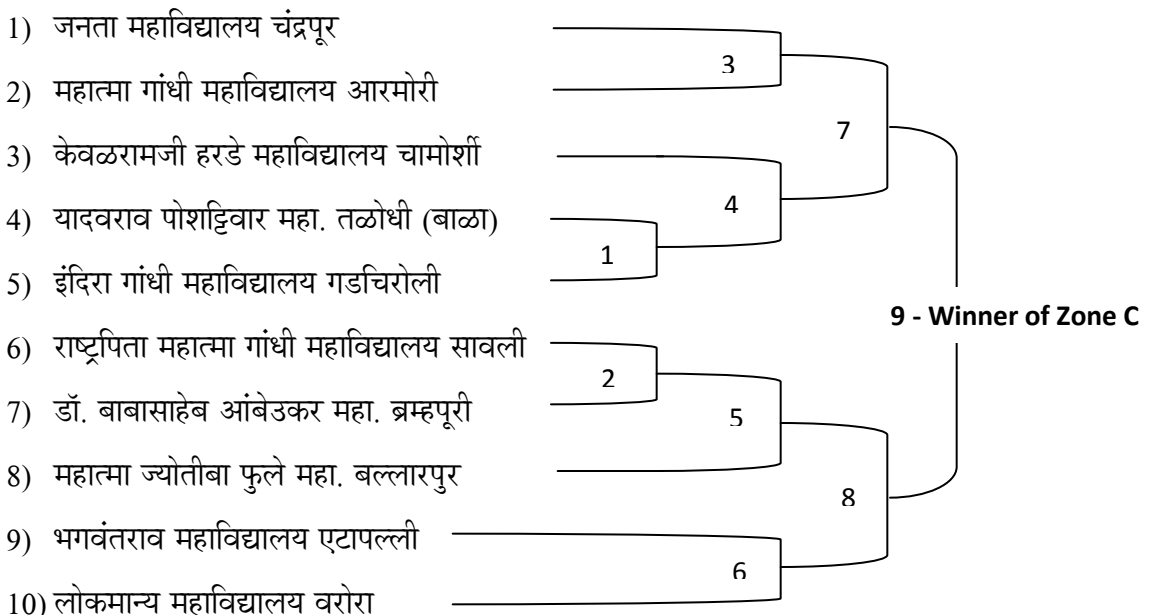 1) जनता महाविद्यालय चंद्रपूर
3
2) महात्मा गांधी महाविद्यालय आरमोरी
7
3) केवळरामजी हरडे महाविद्यालय चामोर्शी
4
4) यादवराव पोशट्टिवार महा. तळोधी (बाळा)
1
5) इंदिरा गांधी महाविद्यालय गडचिरोली
9 - Winner of Zone C
6) राष्ट्रपिता महात्मा गांधी महाविद्यालय सावली
2
7) डॉ. बाबासाहेब आंबेउकर महा. ब्रम्हपूरी
5
8) महात्मा ज्योतीबा फुले महा. बल्लारपुर
8
9) भगवंतराव महाविद्यालय एटापल्ली
6
10) लोकमान्य महाविद्यालय वरोरा